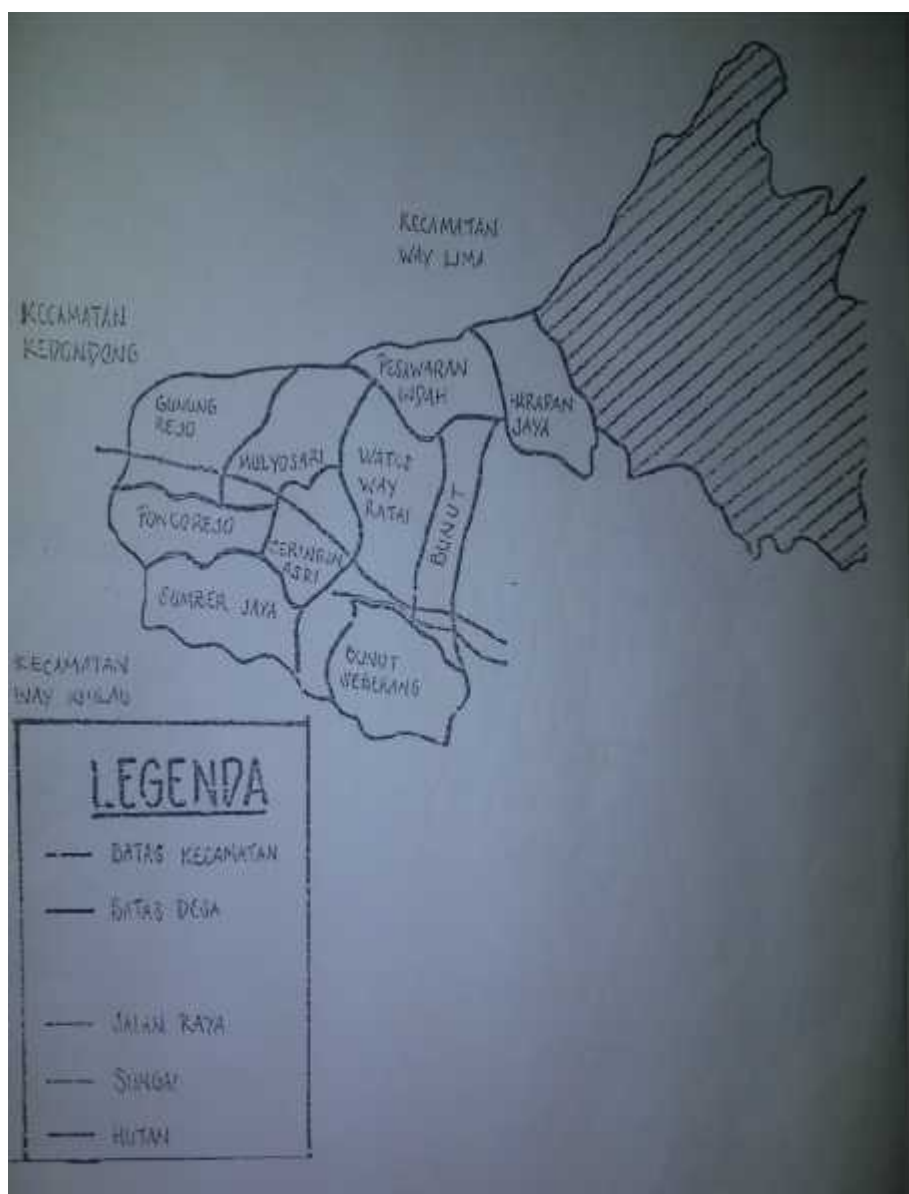 KECAMATAN
WAY LIMA
KECAMATAN
KEDONDONG
PESAWARAN
INDAH
HARAPAN
JAYA
GUNUNG
REJO
MULYOSARI
WATES
WAY
RATAI
BUNUT
PONCOREJO
CERINGIN
ASRI
SUMBER JAYA
BUNUT
SEBERANG
KECAMATAN
WAY
LEGENDA
BATAS KECAMATAN
BATAS DESA
JALAN RAYA
SUNGAI
HUTAN